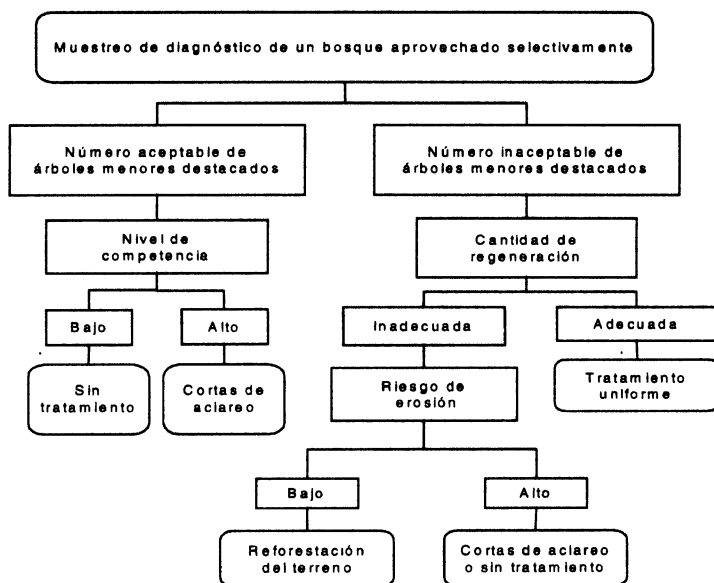 Muestreo de diagnóstico de un bosque aprovechado selectivamente
Número aceptable de
árboles menores destacados
Número inaceptable de
árboles menores destacados
Nivel de
competencia
Cantidad de
regeneración
Bajo
Alto
Inadecuada
Adecuada
Sin
tratamiento
Cortas de
aclareo
Riesgo de
erosión
Tratamiento
uniforme
Bajo
Alto
Reforestación
del terreno
Cortas de aclareo
o sin tratamiento